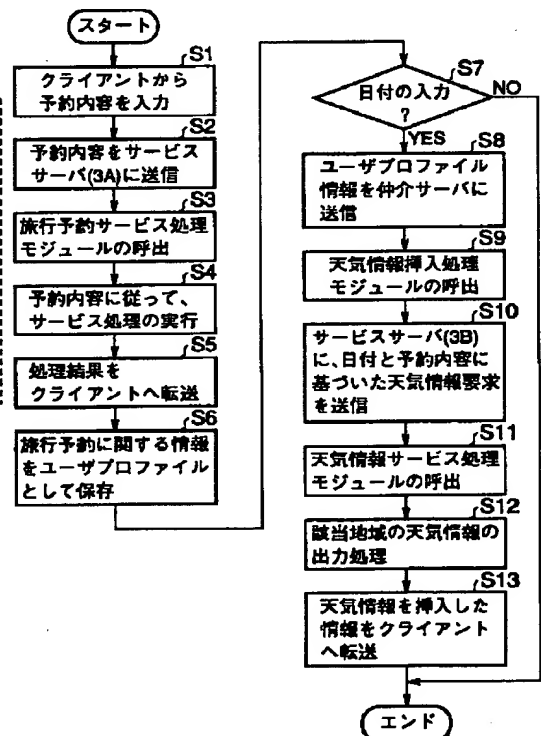 スタート
S1
クライアントから
予約内容を入力
S2
予約内容をサービス
サーバ(3A)に送信
S3
旅行予約サービス処理
モジュールの呼出
S4
予約内容に従って、
サービス処理の実行
S5
処理結果を
クライアントへ転送
S6
旅行予約に関する情報
をユーザプロファイル
として保存
S7
日付の入力
?
NO
YES
S8
ユーザプロファイル
情報を仲介サーバに
送信
S9
天気情報挿入処理
モジュールの呼出
S10
サービスサーバ(3B)
に、日付と予約内容に
基づいた天気情報要求
を送信
S11
天気情報サービス処理
モジュールの呼出
S12
該当地域の天気情報の
出力処理
S13
天気情報を挿入した
情報をクライアント
へ転送
エンド